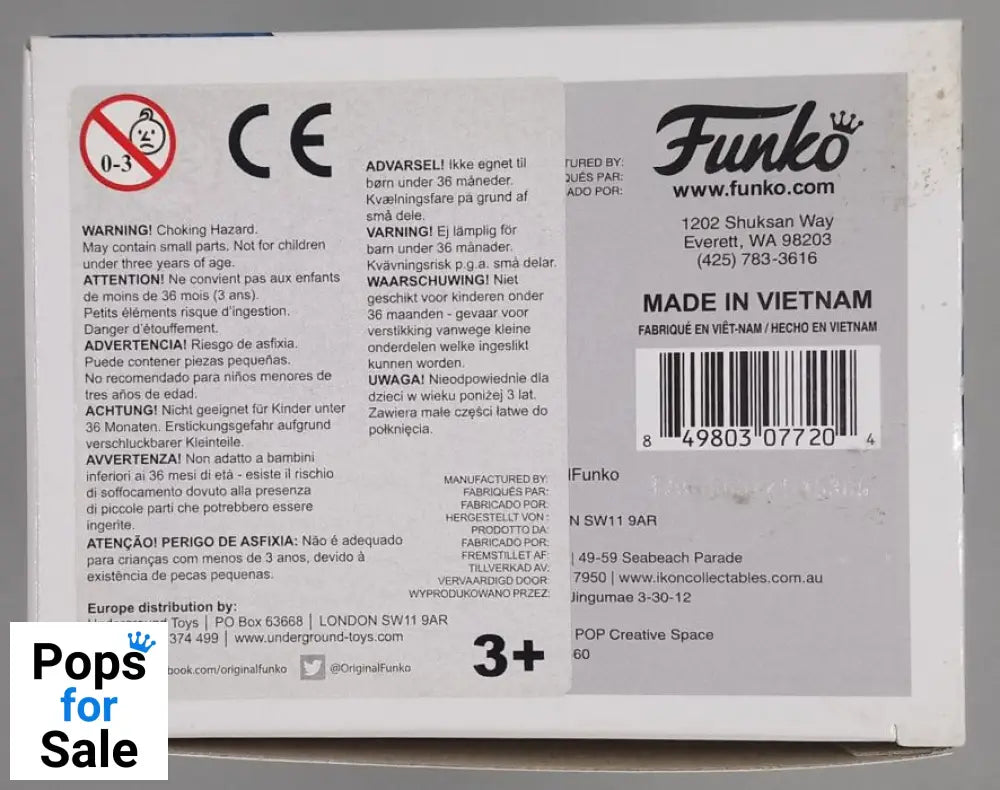 0-3
CE
WARNING! Choking Hazard.
May contain small parts. Not for children
under three years of age.
ATTENTION! Ne convient pas aux enfants
de moins de 36 mois (3 ans).
Petits éléments risque d'ingestion.
Danger d'étouffement.
ADVERTENCIA! Riesgo de asfixia.
Puede contener piezas pequeñas.
No recomendado para niños menores de
tres años de edad.
ACHTUNG! Nicht geeignet für Kinder unter
36 Monaten. Erstickungsgefahr aufgrund
verschluckbarer Kleinteile.
AVVERTENZA! Non adatto a bambini
inferiori ai 36 mesi di età - esiste il rischio
di soffocamento dovuto alla presenza
di piccole parti che potrebbero essere
ingerite.
ATENÇÃO! PERIGO DE ASFIXIA: Não é adequado
para crianças com menos de 3 anos, devido à
existência de pecas pequenas.
Europe distribution by:
Toys | PO Box 63668 | LONDON SW11 9AR
374 499 | www.underground-toys.com
book.com/originalfunko @OriginalFunko
ADVARSEL! Ikke egnet til
børn under 36 måneder.
Kvælningsfare pa grund af
små dele.
VARNING! Ej lämplig för
barn under 36 månader.
Kvävningsrisk p.g.a. små delar.
WAARSCHUWING! Niet
geschikt voor kinderen onder
36 maanden - gevaar voor
verstikking vanwege kleine
onderdelen welke ingeslikt
kunnen worden.
UWAGA! Nieodpowiednie dla
dzieci w wieku poniżej 3 lat.
Zawiera małe części łatwe do
połknięcia.
MANUFACTURED BY:
FABRIQUÉS PAR:
FABRICADO POR:
HERGESTELLT VON :
PRODOTTO DA:
FABRICADO POR:
FREMSTILLET AF:
TILLVERKAD AV:
VERVAARDIGD DOOR:
WYPRODUKOWANO PRZEZ:
3+
TURED BY:
QUÉS PAR:
ADO POR:
Funko
www.funko.com
1202 Shuksan Way
Everett, WA 98203
(425) 783-3616
MADE IN VIETNAM
FABRIQUÉ EN VIÊT-NAM / HECHO EN VIETNAM
8 49803 07720 4
lFunko
N SW11 9AR
| 49-59 Seabeach Parade
7950 | www.ikoncollectables.com.au
Jingumae 3-30-12
POP Creative Space
60
Pops
for
Sale